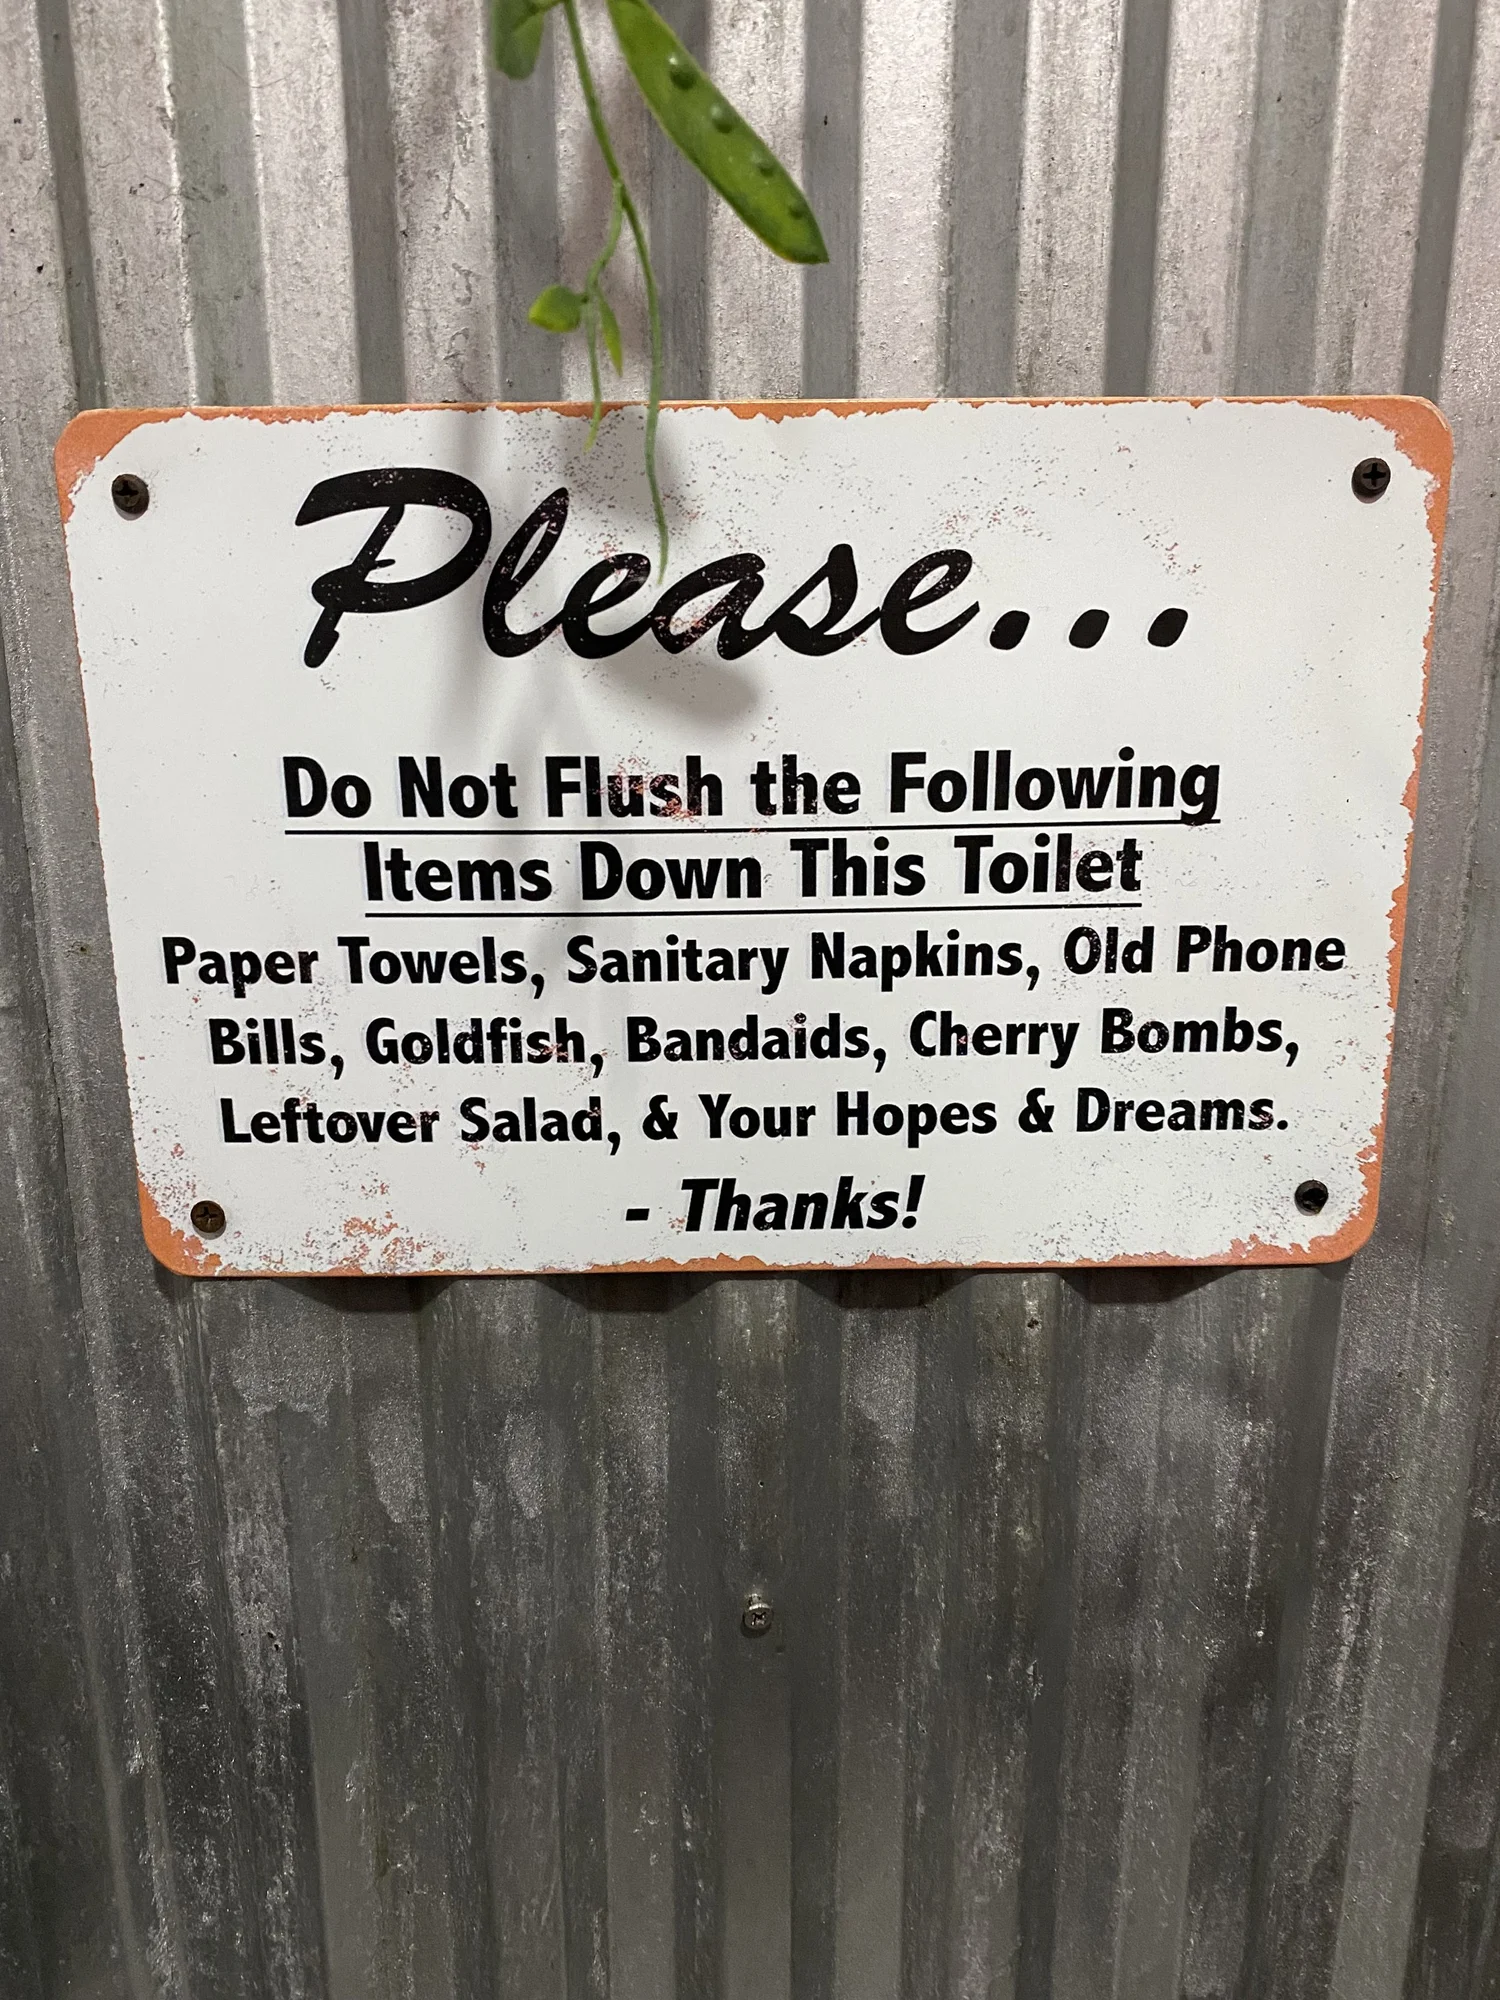 Please...
Do Not Flush the Following
Items Down This Toilet
Paper Towels, Sanitary Napkins, Old Phone
Bills, Goldfish, Bandaids, Cherry Bombs,
Leftover Salad, & Your Hopes & Dreams.
- Thanks!